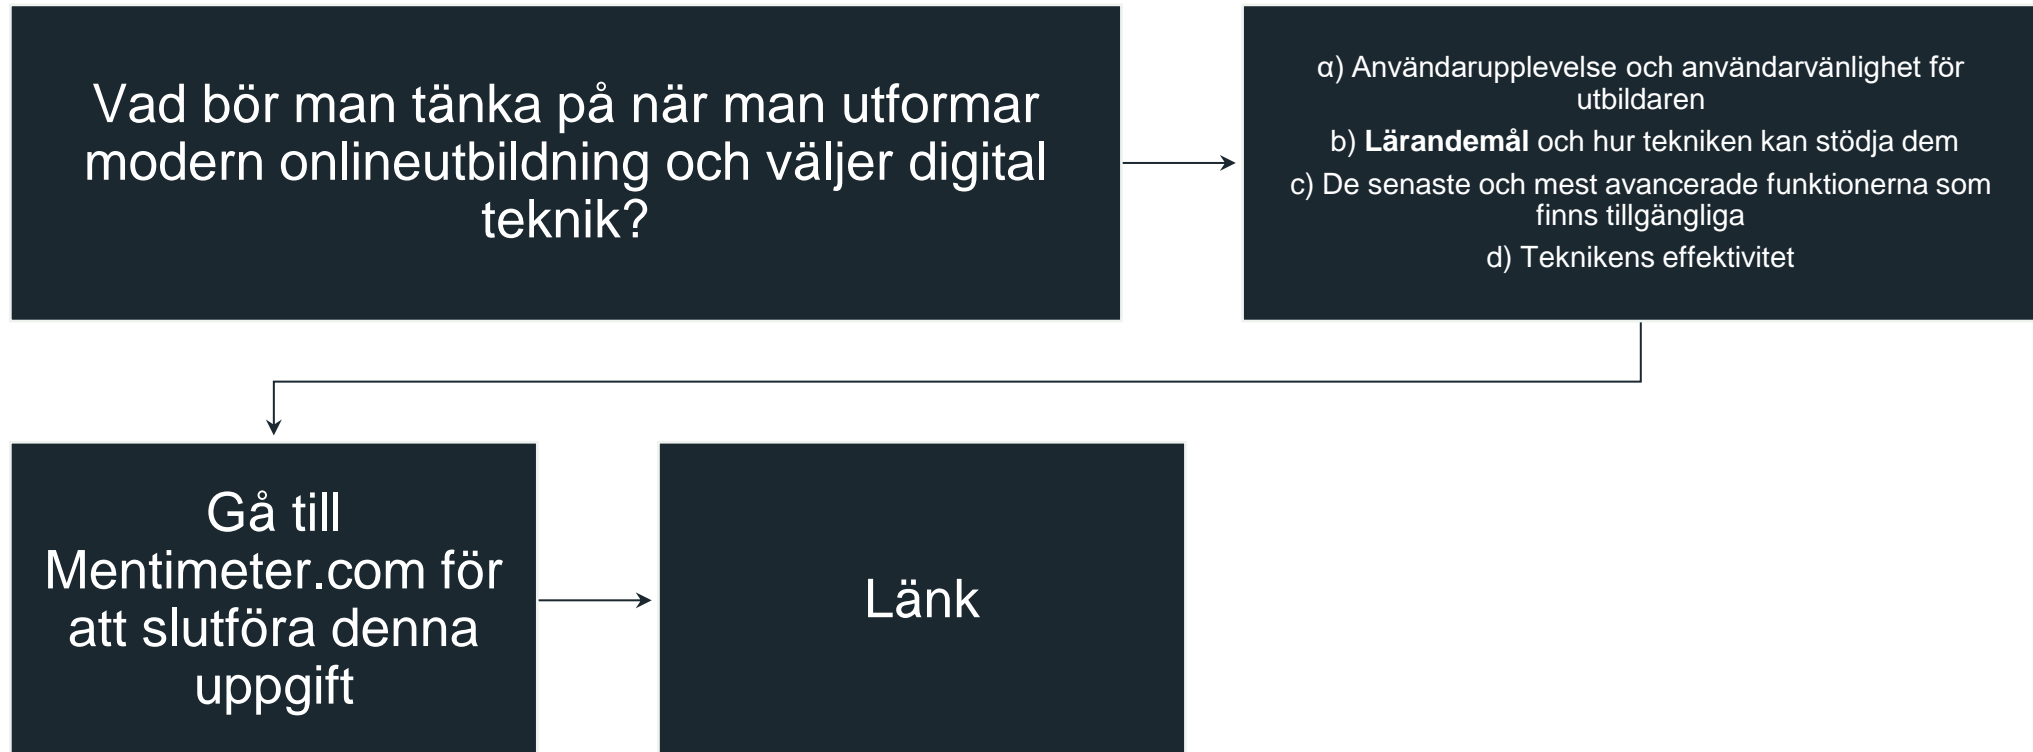 Vad bör man tänka på när man utformar
modern onlineutbildning och väljer digital
teknik?
α) Användarupplevelse och användarvänlighet för
utbildaren
b) Lärandemål och hur tekniken kan stödja dem
c) De senaste och mest avancerade funktionerna som
finns tillgängliga
d) Teknikens effektivitet
Gå till
Mentimeter.com för
att slutföra denna
uppgift
Länk